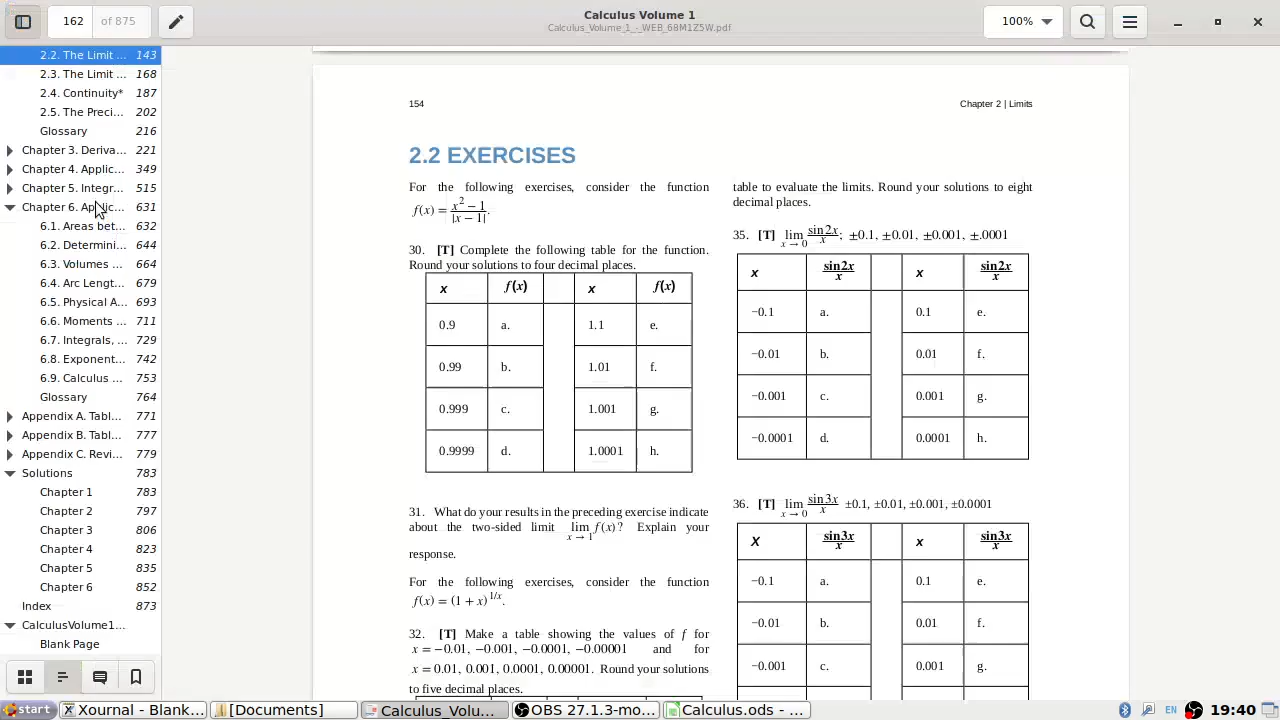 162 of 875
Calculus Volume 1
Calculus_Volume_1_-_WEB_68M1Z5W.pdf
100%
2.2. The Limit ... 143
2.3. The Limit ... 168
2.4. Continuity* 187
2.5. The Preci... 202
Glossary 216
Chapter 3. Deriva... 221
Chapter 4. Applic... 349
Chapter 5. Integr... 515
Chapter 6. Applic... 631
6.1. Areas bet... 632
6.2. Determini... 644
6.3. Volumes ... 664
6.4. Arc Lengt... 679
6.5. Physical A... 693
6.6. Moments ... 711
6.7. Integrals, ... 729
6.8. Exponent... 742
6.9. Calculus ... 753
Glossary 764
Appendix A. Tabl... 771
Appendix B. Tabl... 777
Appendix C. Revi... 779
Solutions 783
Chapter 1 783
Chapter 2 797
Chapter 3 806
Chapter 4 823
Chapter 5 835
Chapter 6 852
Index 873
CalculusVolume1...
Blank Page
154
Chapter 2 | Limits
2.2 EXERCISES
For the following exercises, consider the function
f(x) = x² − 1 / |x − 1|.
30. [T] Complete the following table for the function.
Round your solutions to four decimal places.
x f(x) x f(x)
0.9 a. 1.1 e.
0.99 b. 1.01 f.
0.999 c. 1.001 g.
0.9999 d. 1.0001 h.
31. What do your results in the preceding exercise indicate
about the two-sided limit lim x → 1 f(x)? Explain your
response.
For the following exercises, consider the function
f(x) = (1 + x)^1/x.
32. [T] Make a table showing the values of f for
x = −0.01, −0.001, −0.0001, −0.00001 and for
x = 0.01, 0.001, 0.0001, 0.00001. Round your solutions
to five decimal places.
table to evaluate the limits. Round your solutions to eight
decimal places.
35. [T] lim x → 0 sin 2x / x; ±0.1, ±0.01, ±0.001, ±.0001
x sin2x / x x sin2x / x
−0.1 a. 0.1 e.
−0.01 b. 0.01 f.
−0.001 c. 0.001 g.
−0.0001 d. 0.0001 h.
36. [T] lim x → 0 sin 3x / x ±0.1, ±0.01, ±0.001, ±0.0001
X sin3x / x x sin3x / x
−0.1 a. 0.1 e.
−0.01 b. 0.01 f.
−0.001 c. 0.001 g.
start Xournal - Blank... [Documents] Calculus_Volu... OBS 27.1.3-mo... Calculus.ods - ... EN 19:40